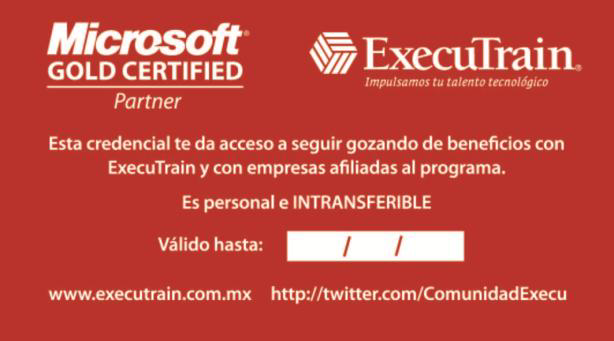 Microsoft®
GOLD CERTIFIED
Partner
ExecuTrain®
Impulsamos tu talento tecnológico
Esta credencial te da acceso a seguir gozando de beneficios con
ExecuTrain y con empresas afiliadas al programa.
Es personal e INTRANSFERIBLE
Válido hasta: / /
www.executrain.com.mx http://twitter.com/ComunidadExecu